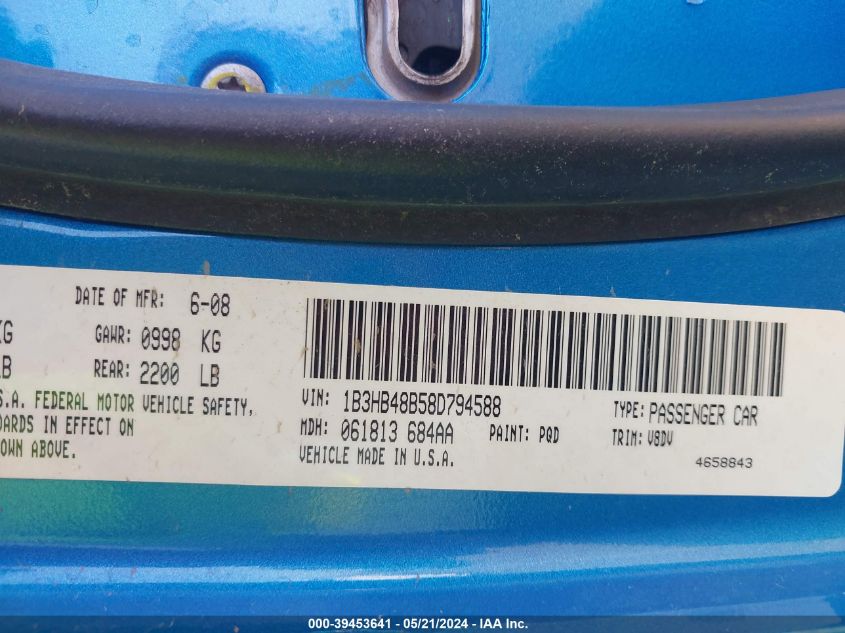 DATE OF MFR: 6-08
KG GAWR: 0998 KG
LB REAR: 2200 LB
S.A. FEDERAL MOTOR VEHICLE SAFETY,
DARDS IN EFFECT ON
OWN ABOVE.
VIN: 1B3HB48B58D794588
MDH: 061813 684AA PAINT: PQD
VEHICLE MADE IN U.S.A.
TYPE: PASSENGER CAR
TRIM: V8DV
4658843
000-39453641 - 05/21/2024 - IAA Inc.